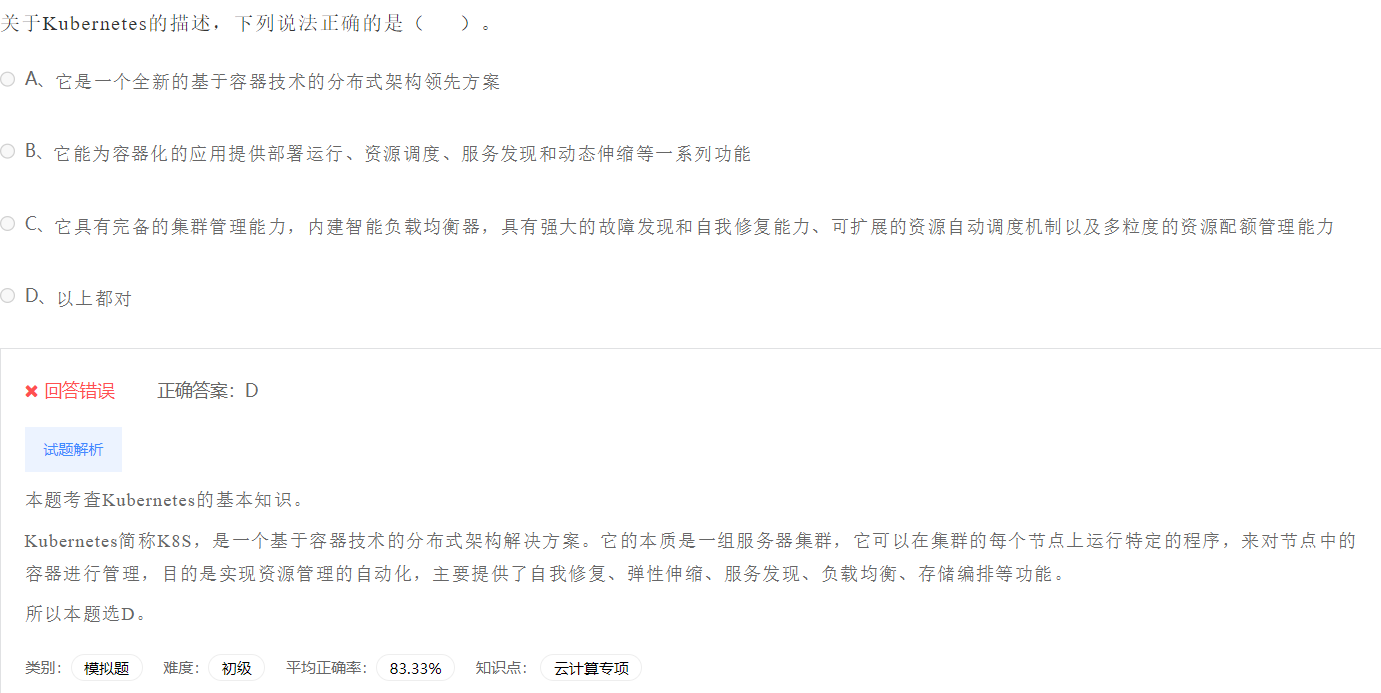 关于Kubernetes的描述，下列说法正确的是（　　）。
A、它是一个全新的基于容器技术的分布式架构领先方案
B、它能为容器化的应用提供部署运行、资源调度、服务发现和动态伸缩等一系列功能
C、它具有完备的集群管理能力，内建智能负载均衡器，具有强大的故障发现和自我修复能力、可扩展的资源自动调度机制以及多粒度的资源配额管理能力
D、以上都对
回答错误 正确答案：D
试题解析
本题考查Kubernetes的基本知识。
Kubernetes简称K8S，是一个基于容器技术的分布式架构解决方案。它的本质是一组服务器集群，它可以在集群的每个节点上运行特定的程序，来对节点中的
容器进行管理，目的是实现资源管理的自动化，主要提供了自我修复、弹性伸缩、服务发现、负载均衡、存储编排等功能。
所以本题选D。
类别： 模拟题 难度： 初级 平均正确率： 83.33% 知识点： 云计算专项